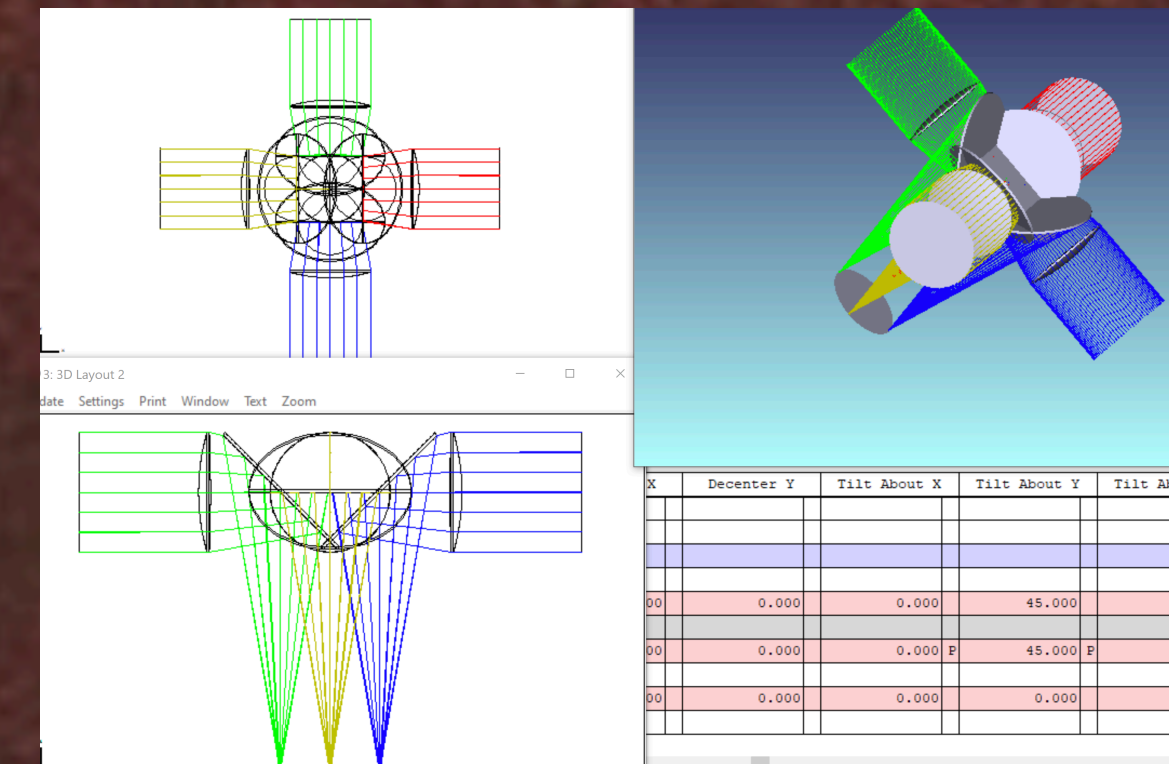 3: 3D Layout 2
date Settings Print Window Text Zoom
X Decenter Y Tilt About X Tilt About Y Tilt Ab
00 0.000 0.000 45.000
00 0.000 0.000 P 45.000 P
00 0.000 0.000 0.000